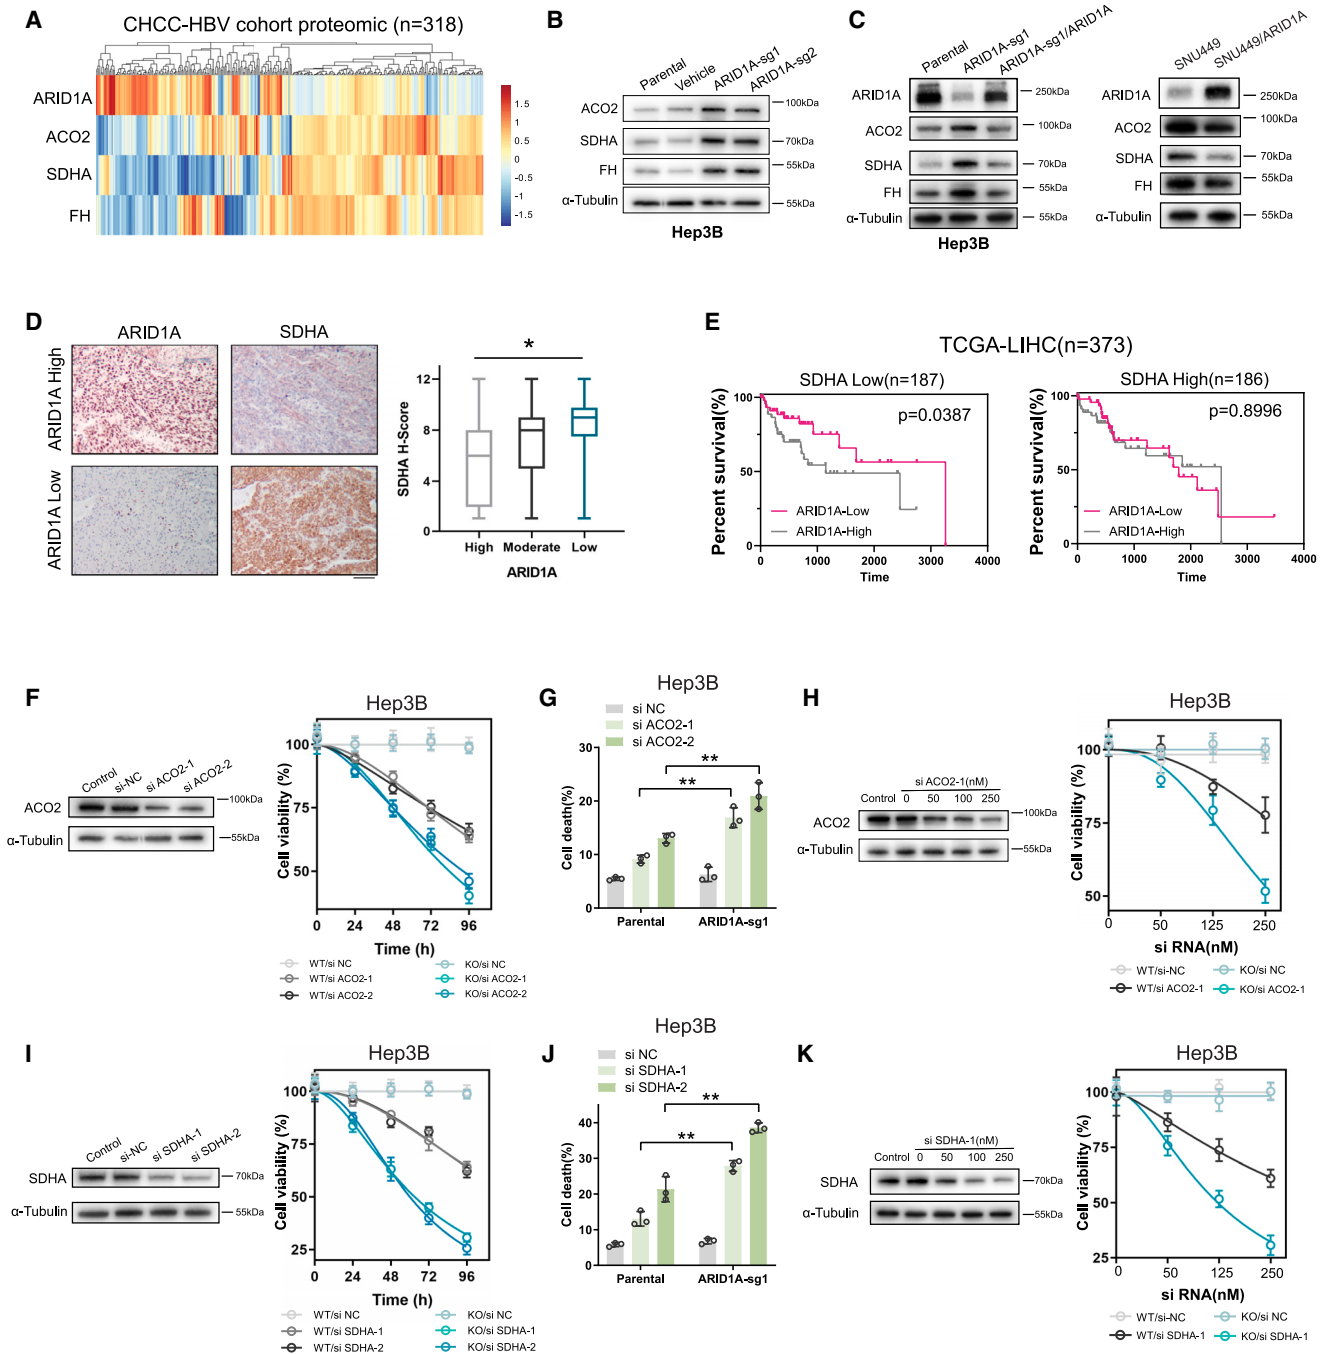 A
CHCC-HBV cohort proteomic (n=318)
ARID1A
ACO2
SDHA
FH
1.5
1
0.5
0
-0.5
-1
-1.5
B
Parental
Vehicle
ARID1A-sg1
ARID1A-sg2
ACO2
100kDa
SDHA
70kDa
FH
55kDa
α-Tubulin
55kDa
Hep3B
C
Parental
ARID1A-sg1
ARID1A-sg1/ARID1A
ARID1A
250kDa
ACO2
100kDa
SDHA
70kDa
FH
55kDa
α-Tubulin
55kDa
Hep3B
SNU449
SNU449/ARID1A
ARID1A
250kDa
ACO2
100kDa
SDHA
70kDa
FH
55kDa
α-Tubulin
55kDa
D
ARID1A
SDHA
ARID1A High
ARID1A Low
*
SDHA H-Score
12
8
4
0
High
Moderate
Low
ARID1A
E
TCGA-LIHC(n=373)
SDHA Low(n=187)
p=0.0387
Percent survival(%)
100
50
0
ARID1A-Low
ARID1A-High
0 1000 2000 3000 4000
Time
SDHA High(n=186)
p=0.8996
Percent survival(%)
100
50
0
ARID1A-Low
ARID1A-High
0 1000 2000 3000 4000
Time
F
Control
si-NC
si ACO2-1
si ACO2-2
ACO2
100kDa
α-Tubulin
55kDa
Hep3B
Cell viability (%)
100
75
50
0 24 48 72 96
Time (h)
WT/si NC
WT/si ACO2-1
WT/si ACO2-2
KO/si NC
KO/si ACO2-1
KO/si ACO2-2
G
Hep3B
si NC
si ACO2-1
si ACO2-2
Cell death(%)
30
20
10
0
**
**
Parental
ARID1A-sg1
H
si ACO2-1(nM)
Control 0 50 100 250
ACO2
100kDa
α-Tubulin
55kDa
Hep3B
Cell viability (%)
100
75
50
0 50 125 250
si RNA(nM)
WT/si-NC
WT/si ACO2-1
KO/si NC
KO/si ACO2-1
I
Control
si-NC
si SDHA-1
si SDHA-2
SDHA
70kDa
α-Tubulin
55kDa
Hep3B
Cell viability (%)
100
75
50
25
0 24 48 72 96
Time (h)
WT/si NC
WT/si SDHA-1
WT/si SDHA-2
KO/si NC
KO/si SDHA-1
KO/si SDHA-2
J
Hep3B
si NC
si SDHA-1
si SDHA-2
Cell death(%)
40
30
20
10
0
**
**
Parental
ARID1A-sg1
K
si SDHA-1(nM)
Control 0 50 100 250
SDHA
70kDa
α-Tubulin
55kDa
Hep3B
Cell viability (%)
100
75
50
25
0 50 125 250
si RNA(nM)
WT/si-NC
WT/si SDHA-1
KO/si NC
KO/si SDHA-1